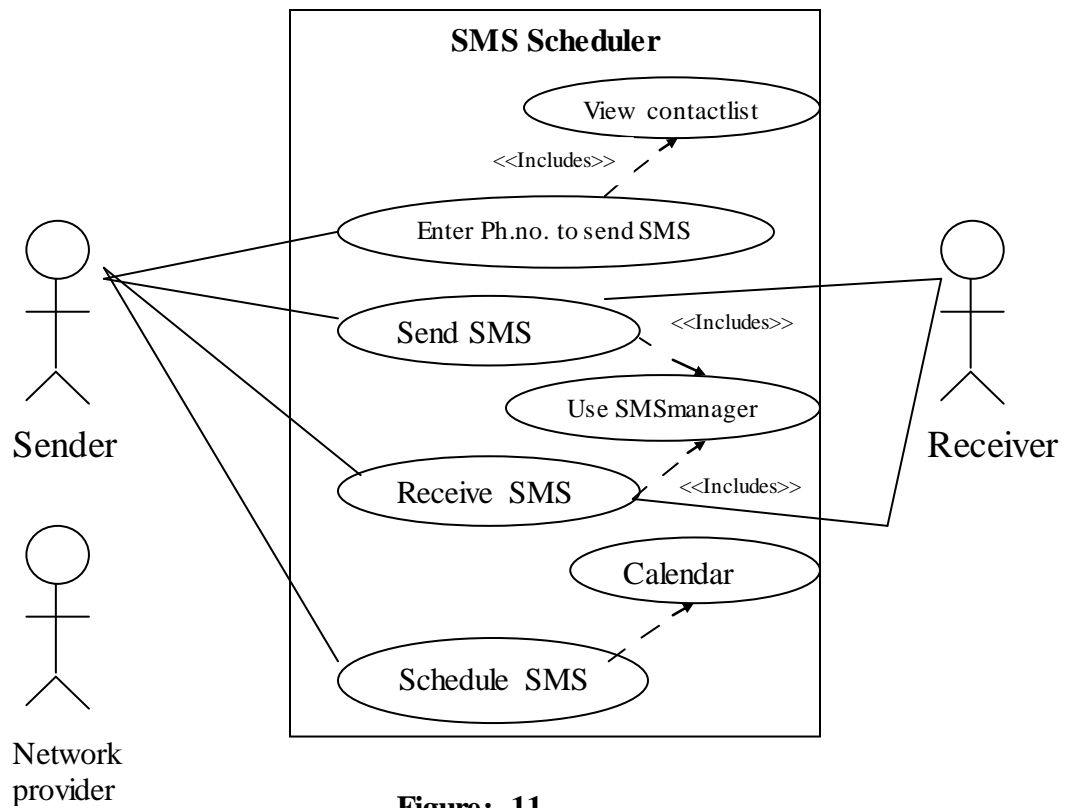 SMS Scheduler
View contactlist
<<Includes>>
Enter Ph.no. to send SMS
Send SMS
<<Includes>>
Use SMSmanager
Sender
Receiver
Receive SMS
<<Includes>>
Calendar
Schedule SMS
Network
provider
Figure: 11